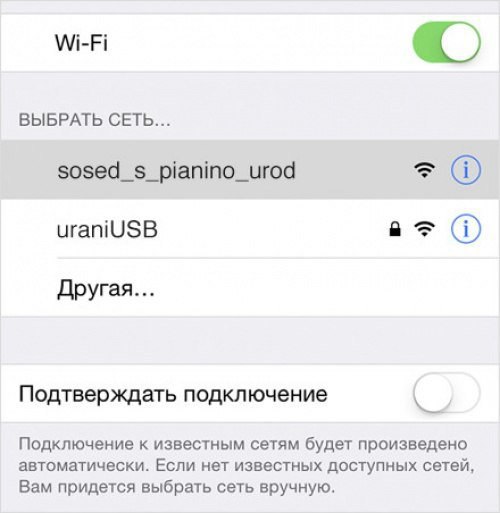 Wi-Fi
ВЫБРАТЬ СЕТЬ...
sosed_s_pianino_urod
uraniUSB
Другая...
Подтверждать подключение
Подключение к известным сетям будет произведено
автоматически. Если нет известных доступных сетей,
Вам придется выбрать сеть вручную.